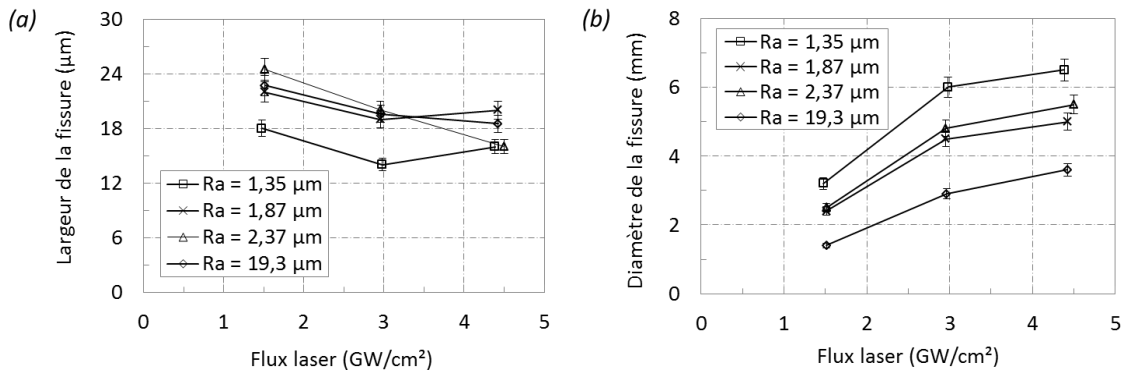 (a)
Largeur de la fissure (µm)
30
24
18
12
6
0
Ra = 1,35 µm
Ra = 1,87 µm
Ra = 2,37 µm
Ra = 19,3 µm
0 1 2 3 4 5
Flux laser (GW/cm²)
(b)
Diamètre de la fissure (mm)
8
6
4
2
0
Ra = 1,35 µm
Ra = 1,87 µm
Ra = 2,37 µm
Ra = 19,3 µm
0 1 2 3 4 5
Flux laser (GW/cm²)